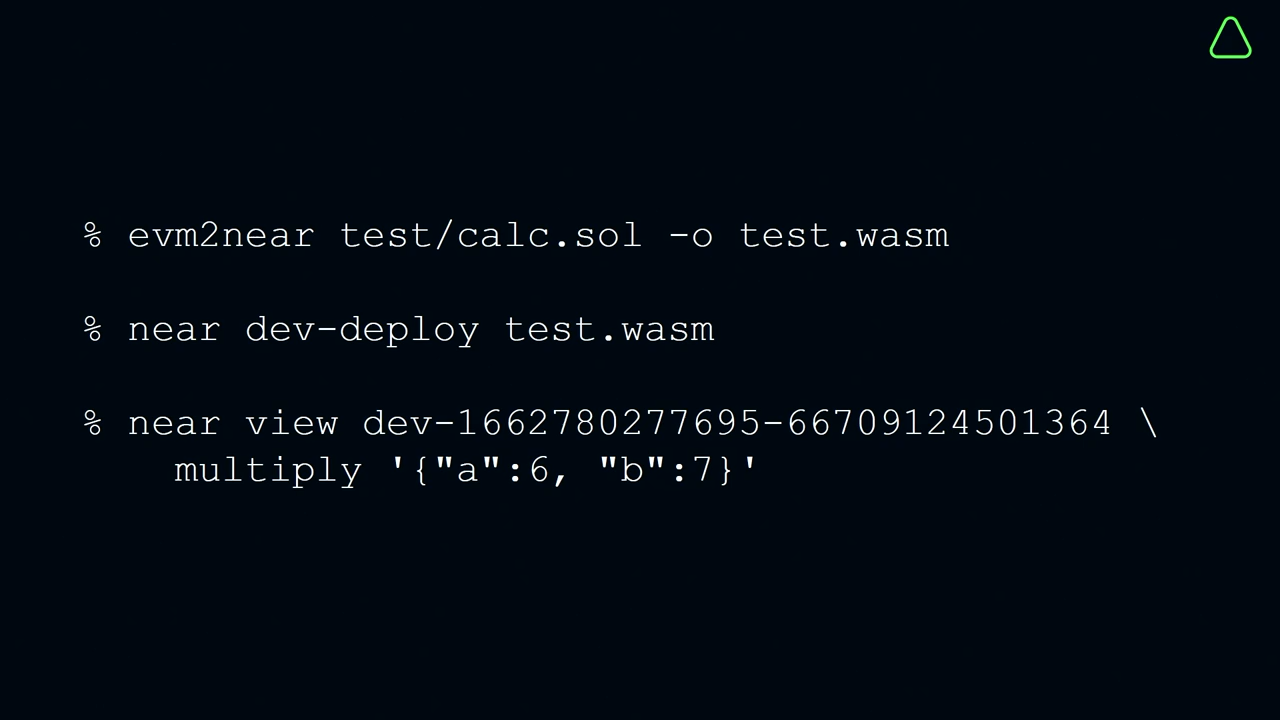 % evm2near test/calc.sol -o test.wasm
% near dev-deploy test.wasm
% near view dev-1662780277695-66709124501364 \
multiply '{"a":6, "b":7}'